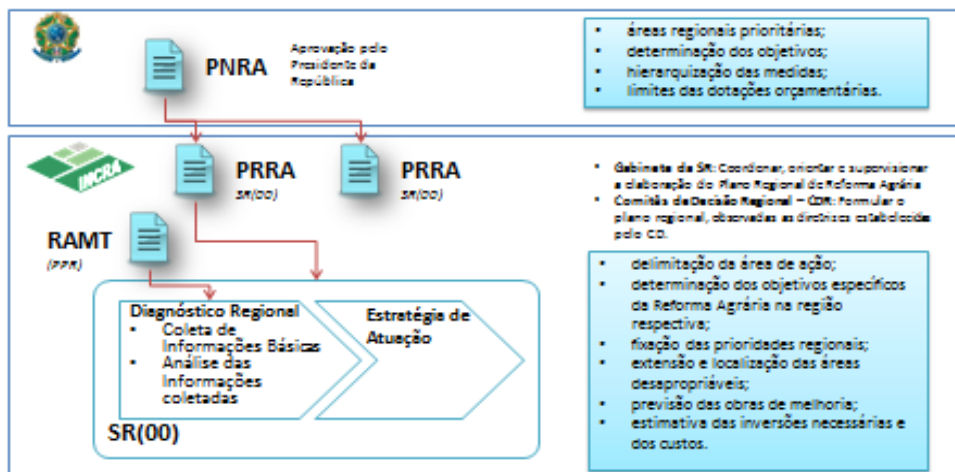 PNRA
Aprovação pelo
Presidente da
República
• áreas regionais prioritárias;
• determinação dos objetivos;
• hierarquização das medidas;
• limites das dotações orçamentárias.
INCRA
PRRA
SR(00)
PRRA
SR(00)
• Gabinete da SR: Coordenar, orientar e supervisionar
a elaboração do Plano Regional de Reforma Agrária
• Comitês de Decisão Regional – CDR: Formular o
plano regional, observadas as diretrizes estabelecidas
pelo CD.
RAMT
(PPR)
Diagnóstico Regional
• Coleta de
Informações Básicas
• Análise das
Informações
coletadas
Estratégia de
Atuação
SR(00)
• delimitação da área de ação;
• determinação dos objetivos específicos
da Reforma Agrária na região
respectiva;
• fixação das prioridades regionais;
• extensão e localização das áreas
desapropriáveis;
• previsão das obras de melhoria;
• estimativa das inversões necessárias e
dos custos.